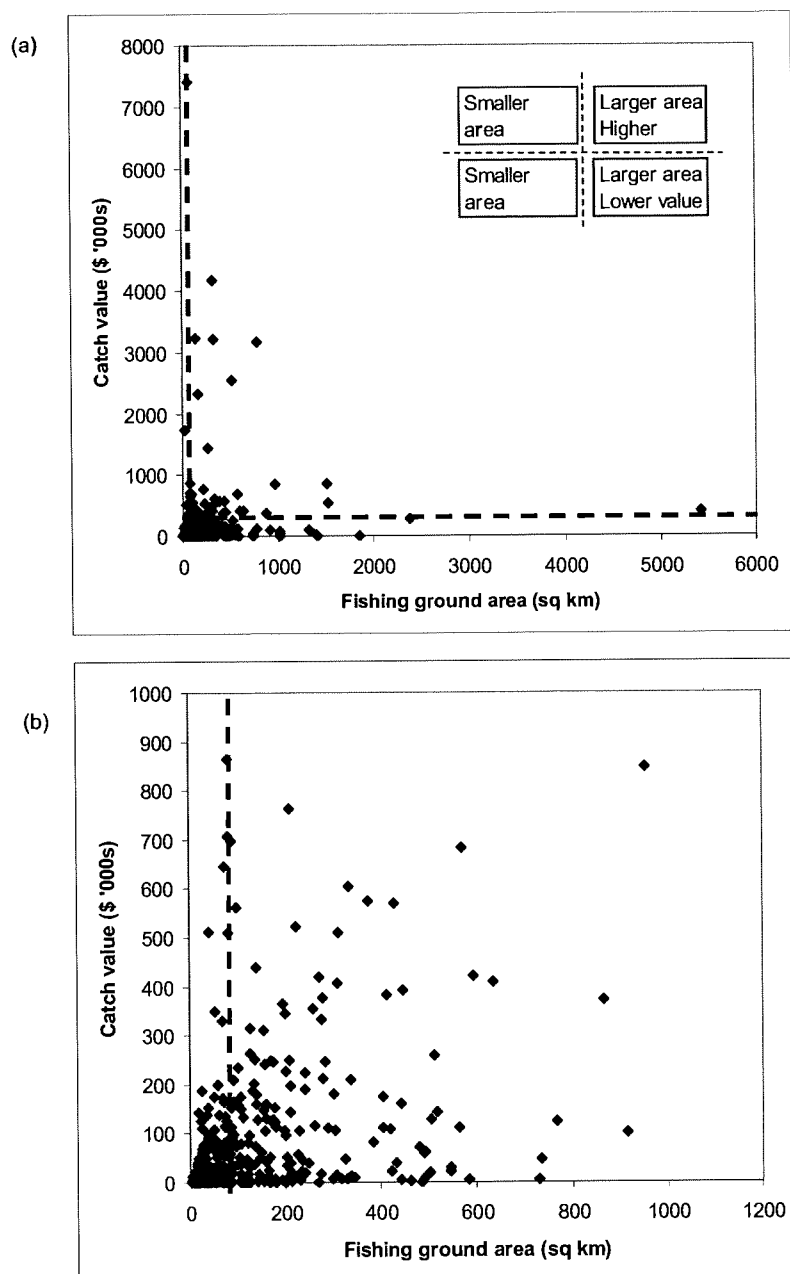 (a)
8000
7000
6000
5000
4000
3000
2000
1000
0
Catch value ($ '000s)
Smaller area
Larger area Higher
Smaller area
Larger area Lower value
0 1000 2000 3000 4000 5000 6000
Fishing ground area (sq km)
(b)
1000
900
800
700
600
500
400
300
200
100
0
Catch value ($ '000s)
0 200 400 600 800 1000 1200
Fishing ground area (sq km)